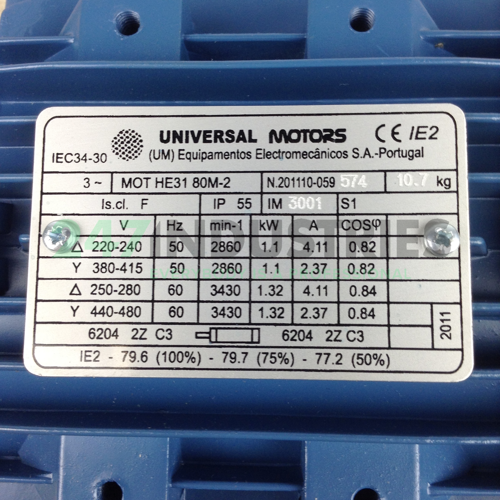 UNIVERSAL MOTORS CE IE2
IEC34-30 (UM) Equipamentos Electromecânicos S.A.-Portugal
3 ~ MOT HE31 80M-2 N.201110-059 574 10.7 kg
Is.cl. F IP 55 IM 3001 S1
V Hz min-1 kW A COSφ
Δ 220-240 50 2860 1.1 4.11 0.82
Y 380-415 50 2860 1.1 2.37 0.82
Δ 250-280 60 3430 1.32 4.11 0.84
Y 440-480 60 3430 1.32 2.37 0.84
2011
6204 2Z C3 6204 2Z C3
IE2 - 79.6 (100%) - 79.7 (75%) - 77.2 (50%)
247 INDUSTRIES